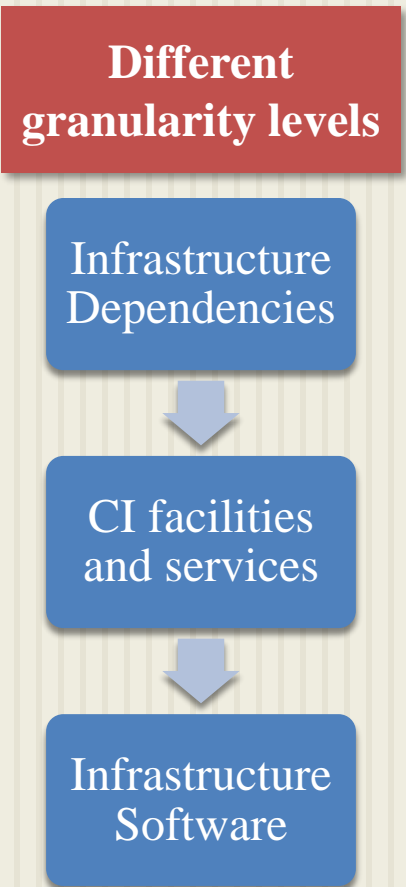 Different
granularity levels
Infrastructure
Dependencies
CI facilities
and services
Infrastructure
Software